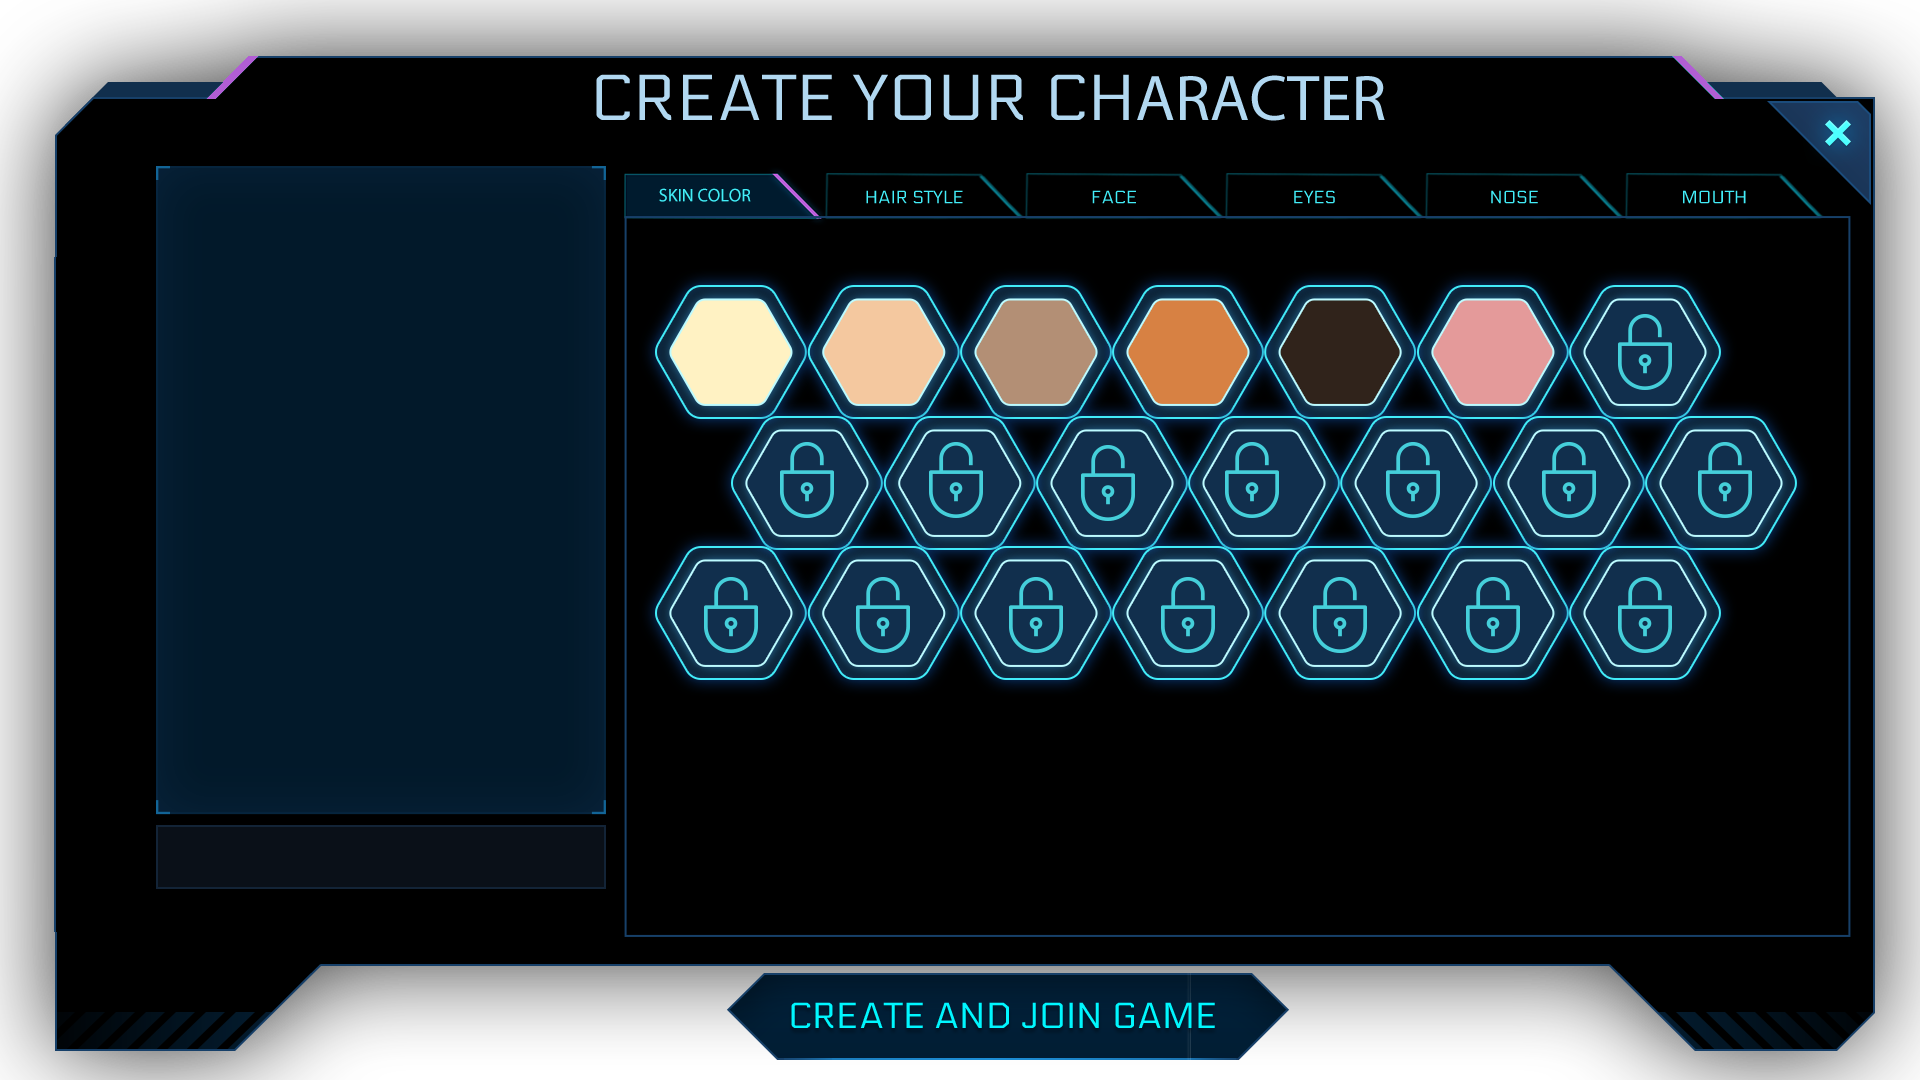 CREATE YOUR CHARACTER
SKIN COLOR
HAIR STYLE
FACE
EYES
NOSE
MOUTH
CREATE AND JOIN GAME